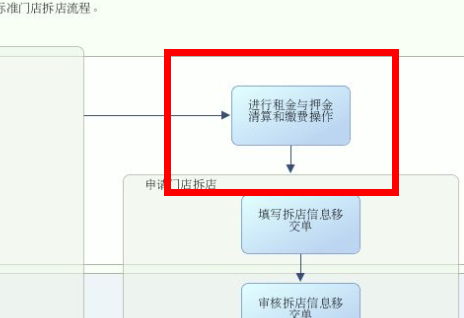 标准门店拆店流程。
进行租金与押金
清算和缴费操作
申请门店拆店
填写拆店信息移
交单
审核拆店信息移
交单